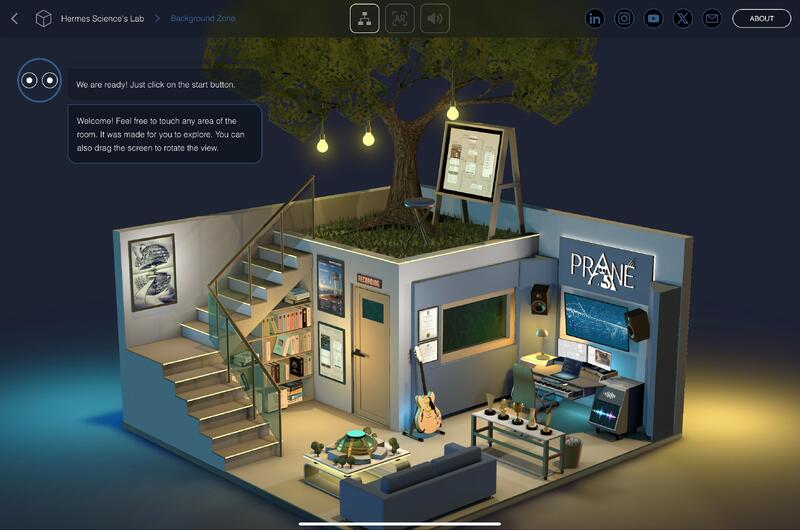 Hermes Science's Lab
Background Zone
AR
in
X
ABOUT
We are ready! Just click on the start button.
Welcome! Feel free to touch any area of the
room. It was made for you to explore. You can
also drag the screen to rotate the view.
RECORDING